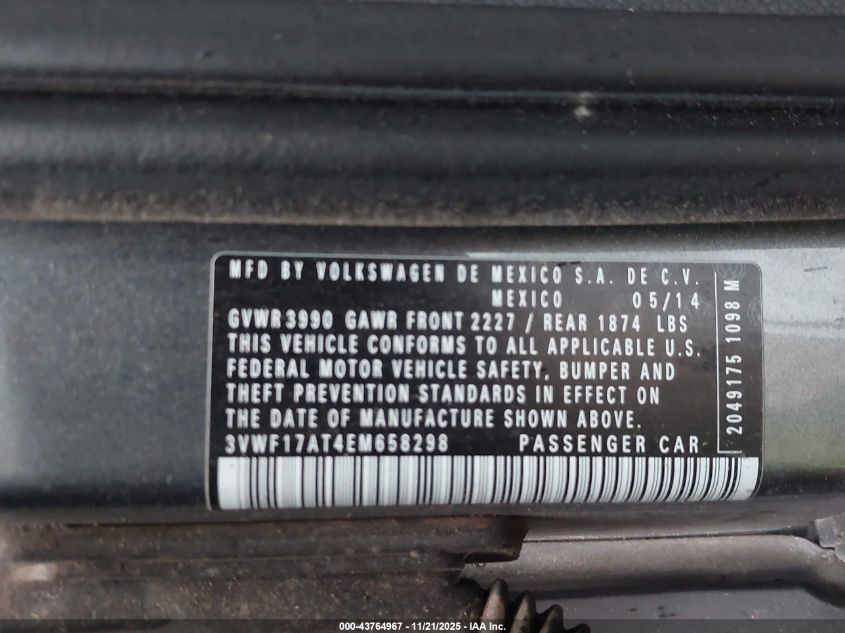 MFD BY VOLKSWAGEN DE MEXICO S.A. DE C.V.
MEXICO 05/14
GVWR 3990 GAWR FRONT 2227 / REAR 1874 LBS
THIS VEHICLE CONFORMS TO ALL APPLICABLE U.S.
FEDERAL MOTOR VEHICLE SAFETY, BUMPER AND
THEFT PREVENTION STANDARDS IN EFFECT ON
THE DATE OF MANUFACTURE SHOWN ABOVE.
3VWF17AT4EM658298 PASSENGER CAR
2049175 1098 M
000-43764967 - 11/21/2025 - IAA Inc.